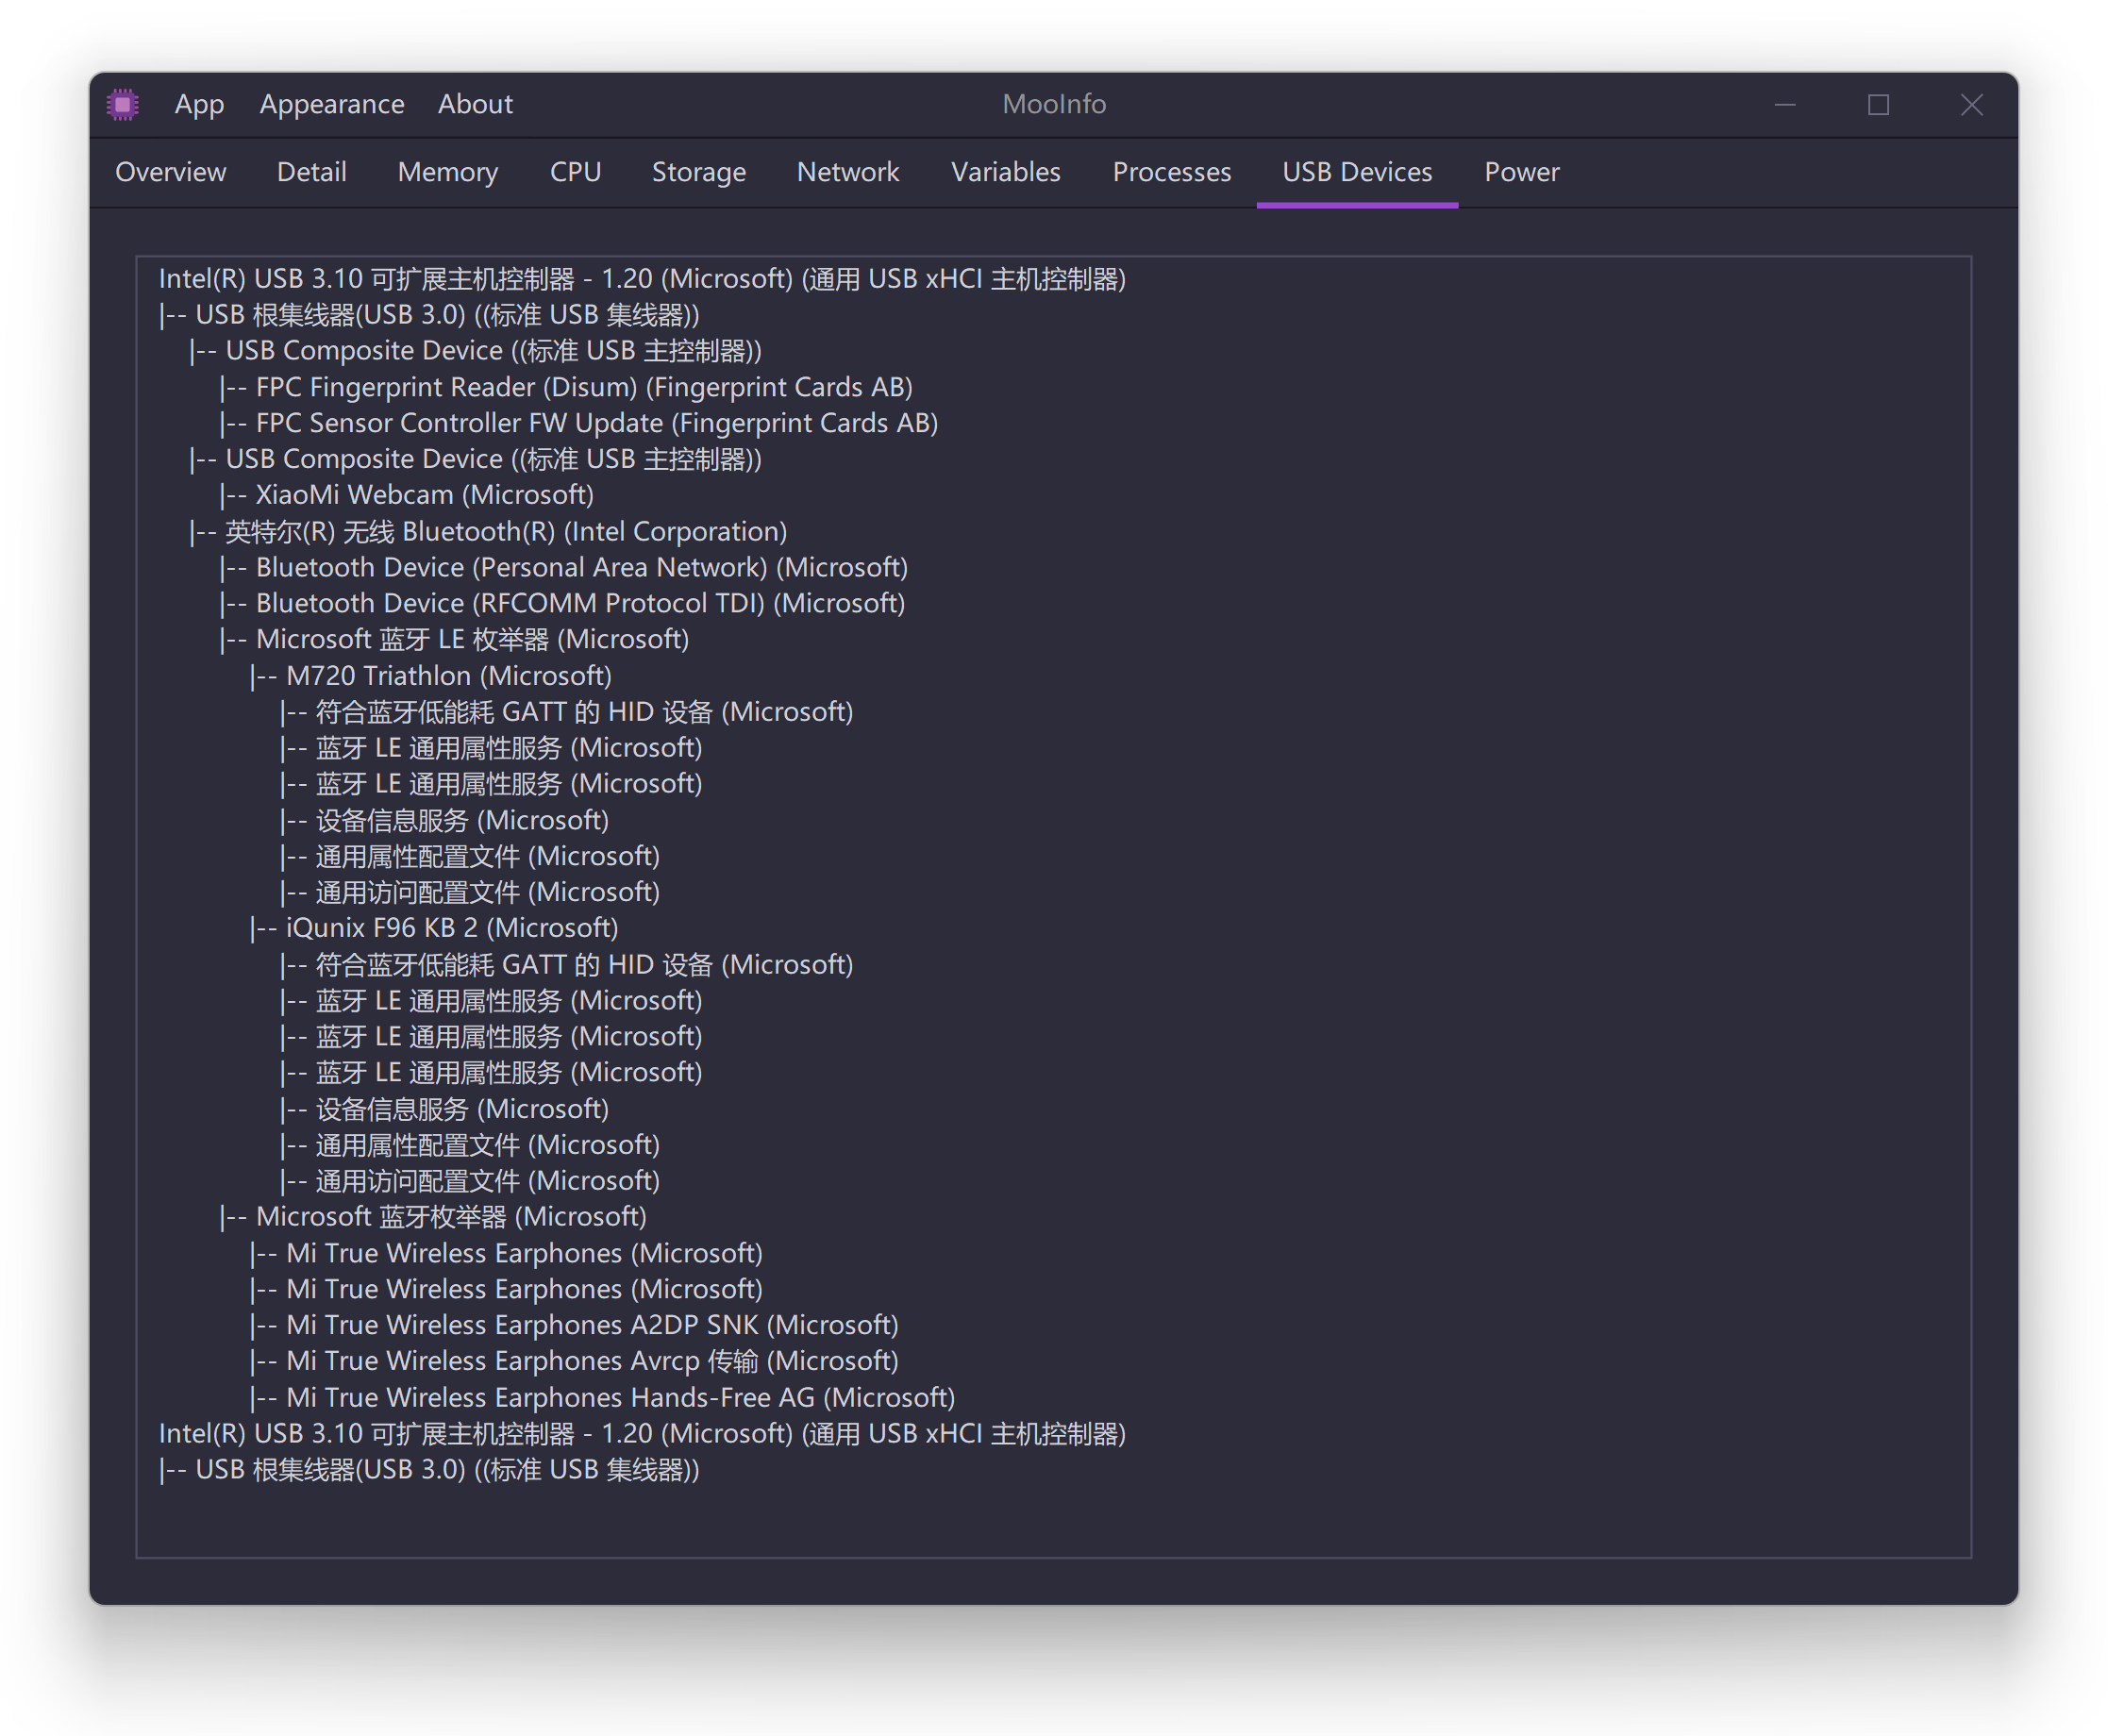 App Appearance About MooInfo
Overview Detail Memory CPU Storage Network Variables Processes USB Devices Power
Intel(R) USB 3.10 可扩展主机控制器 - 1.20 (Microsoft) (通用 USB xHCI 主机控制器)
|-- USB 根集线器(USB 3.0) ((标准 USB 集线器))
|-- USB Composite Device ((标准 USB 主控制器))
|-- FPC Fingerprint Reader (Disum) (Fingerprint Cards AB)
|-- FPC Sensor Controller FW Update (Fingerprint Cards AB)
|-- USB Composite Device ((标准 USB 主控制器))
|-- XiaoMi Webcam (Microsoft)
|-- 英特尔(R) 无线 Bluetooth(R) (Intel Corporation)
|-- Bluetooth Device (Personal Area Network) (Microsoft)
|-- Bluetooth Device (RFCOMM Protocol TDI) (Microsoft)
|-- Microsoft 蓝牙 LE 枚举器 (Microsoft)
|-- M720 Triathlon (Microsoft)
|-- 符合蓝牙低能耗 GATT 的 HID 设备 (Microsoft)
|-- 蓝牙 LE 通用属性服务 (Microsoft)
|-- 蓝牙 LE 通用属性服务 (Microsoft)
|-- 设备信息服务 (Microsoft)
|-- 通用属性配置文件 (Microsoft)
|-- 通用访问配置文件 (Microsoft)
|-- iQunix F96 KB 2 (Microsoft)
|-- 符合蓝牙低能耗 GATT 的 HID 设备 (Microsoft)
|-- 蓝牙 LE 通用属性服务 (Microsoft)
|-- 蓝牙 LE 通用属性服务 (Microsoft)
|-- 蓝牙 LE 通用属性服务 (Microsoft)
|-- 设备信息服务 (Microsoft)
|-- 通用属性配置文件 (Microsoft)
|-- 通用访问配置文件 (Microsoft)
|-- Microsoft 蓝牙枚举器 (Microsoft)
|-- Mi True Wireless Earphones (Microsoft)
|-- Mi True Wireless Earphones (Microsoft)
|-- Mi True Wireless Earphones A2DP SNK (Microsoft)
|-- Mi True Wireless Earphones Avrcp 传输 (Microsoft)
|-- Mi True Wireless Earphones Hands-Free AG (Microsoft)
Intel(R) USB 3.10 可扩展主机控制器 - 1.20 (Microsoft) (通用 USB xHCI 主机控制器)
|-- USB 根集线器(USB 3.0) ((标准 USB 集线器))